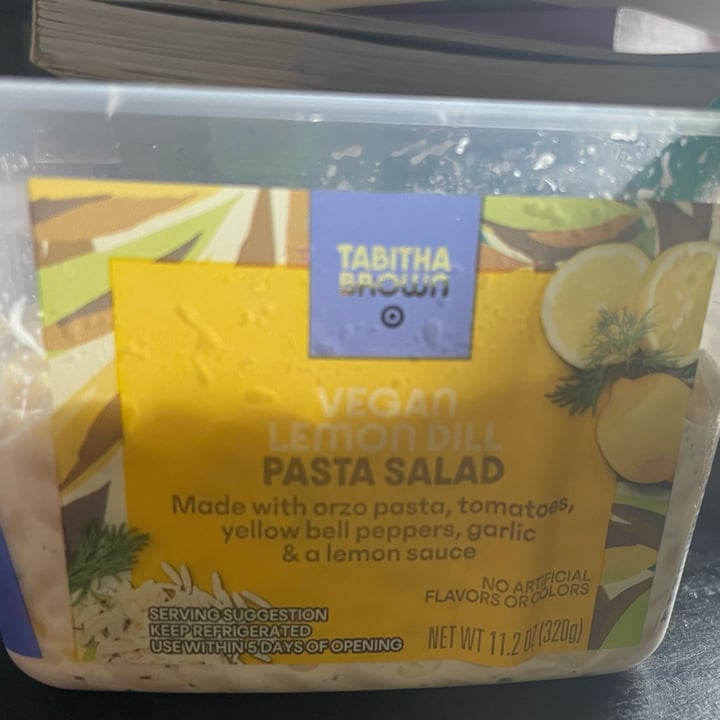 TABITHA
BROWN
VEGAN
LEMON DILL
PASTA SALAD
Made with orzo pasta, tomatoes,
yellow bell peppers, garlic
& a lemon sauce
NO ARTIFICIAL
FLAVORS OR COLORS
SERVING SUGGESTION
KEEP REFRIGERATED
USE WITHIN 5 DAYS OF OPENING
NET WT 11.2 OZ (320g)